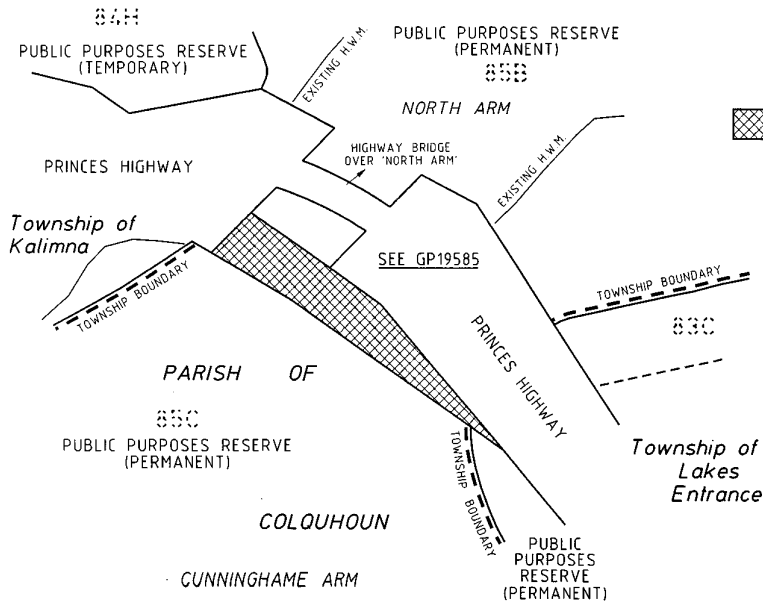 84H
PUBLIC PURPOSES RESERVE
(TEMPORARY)
EXISTING H.W.M.
PUBLIC PURPOSES RESERVE
(PERMANENT)
85B
NORTH ARM
HIGHWAY BRIDGE
OVER 'NORTH ARM'
EXISTING H.W.M.
PRINCES HIGHWAY
Township of
Kalimna
TOWNSHIP BOUNDARY
SEE GP19585
TOWNSHIP BOUNDARY
83C
PRINCES HIGHWAY
PARISH OF
85C
PUBLIC PURPOSES RESERVE
(PERMANENT)
TOWNSHIP BOUNDARY
Township of
Lakes
Entrance
COLQUHOUN
CUNNINGHAME ARM
PUBLIC
PURPOSES
RESERVE
(PERMANENT)